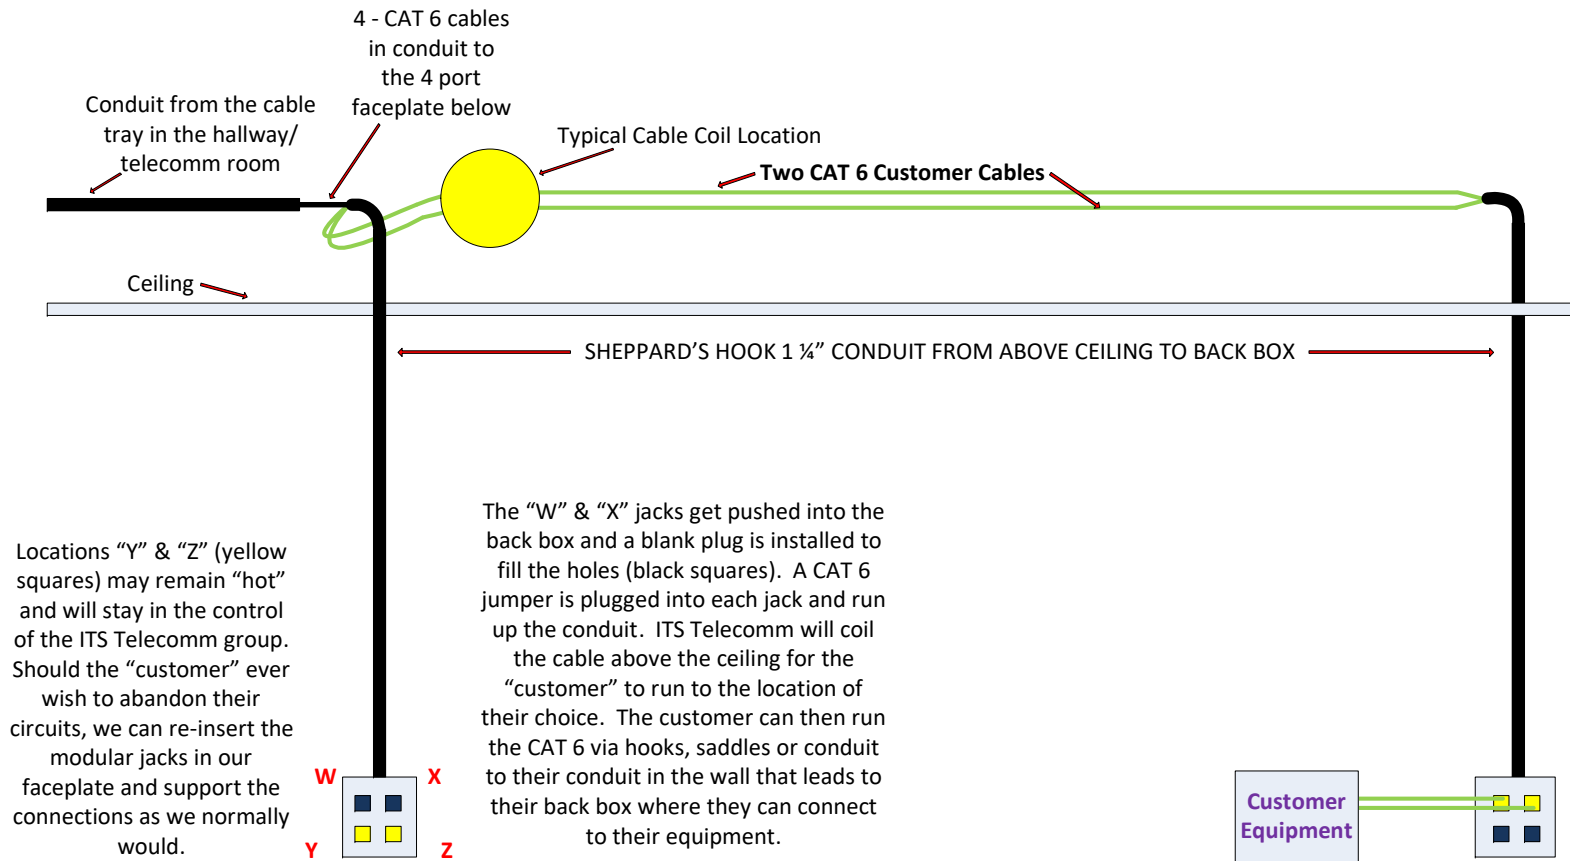 4 - CAT 6 cables
in conduit to
the 4 port
faceplate below
Conduit from the cable
tray in the hallway/
telecomm room
Typical Cable Coil Location
Two CAT 6 Customer Cables
Ceiling
SHEPPARD’S HOOK 1 ¼” CONDUIT FROM ABOVE CEILING TO BACK BOX
Locations “Y” & “Z” (yellow
squares) may remain “hot”
and will stay in the control
of the ITS Telecomm group.
Should the “customer” ever
wish to abandon their
circuits, we can re-insert the
modular jacks in our
faceplate and support the
connections as we normally
would.
The “W” & “X” jacks get pushed into the
back box and a blank plug is installed to
fill the holes (black squares).  A CAT 6
jumper is plugged into each jack and run
up the conduit.  ITS Telecomm will coil
the cable above the ceiling for the
“customer” to run to the location of
their choice.  The customer can then run
the CAT 6 via hooks, saddles or conduit
to their conduit in the wall that leads to
their back box where they can connect
to their equipment.
W
X
Y
Z
Customer
Equipment